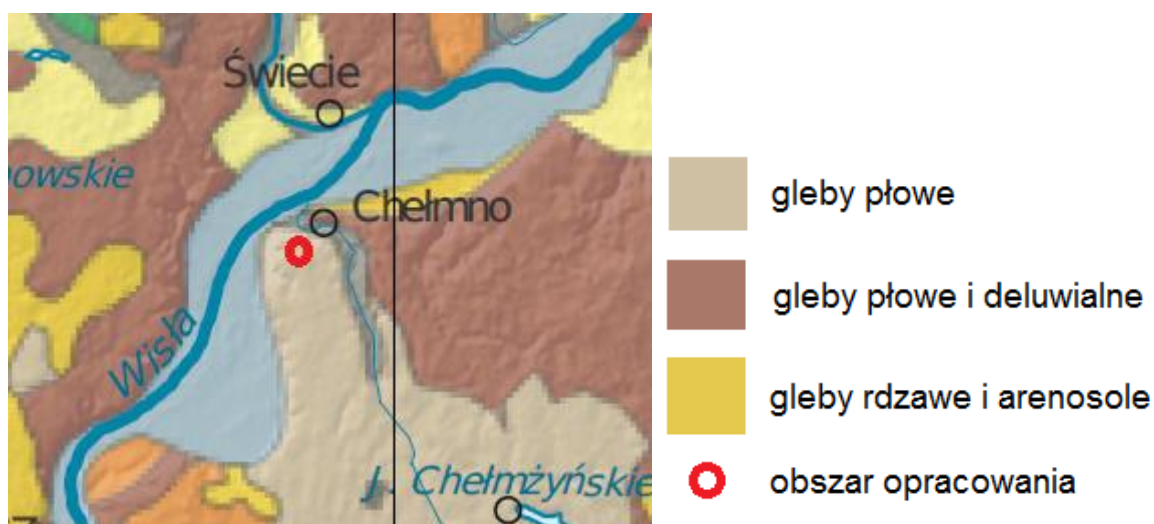 Świecie
owskie
Chełmno
Wisła
J. Chełmżyńskie
gleby płowe
gleby płowe i deluwialne
gleby rdzawe i arenosole
obszar opracowania